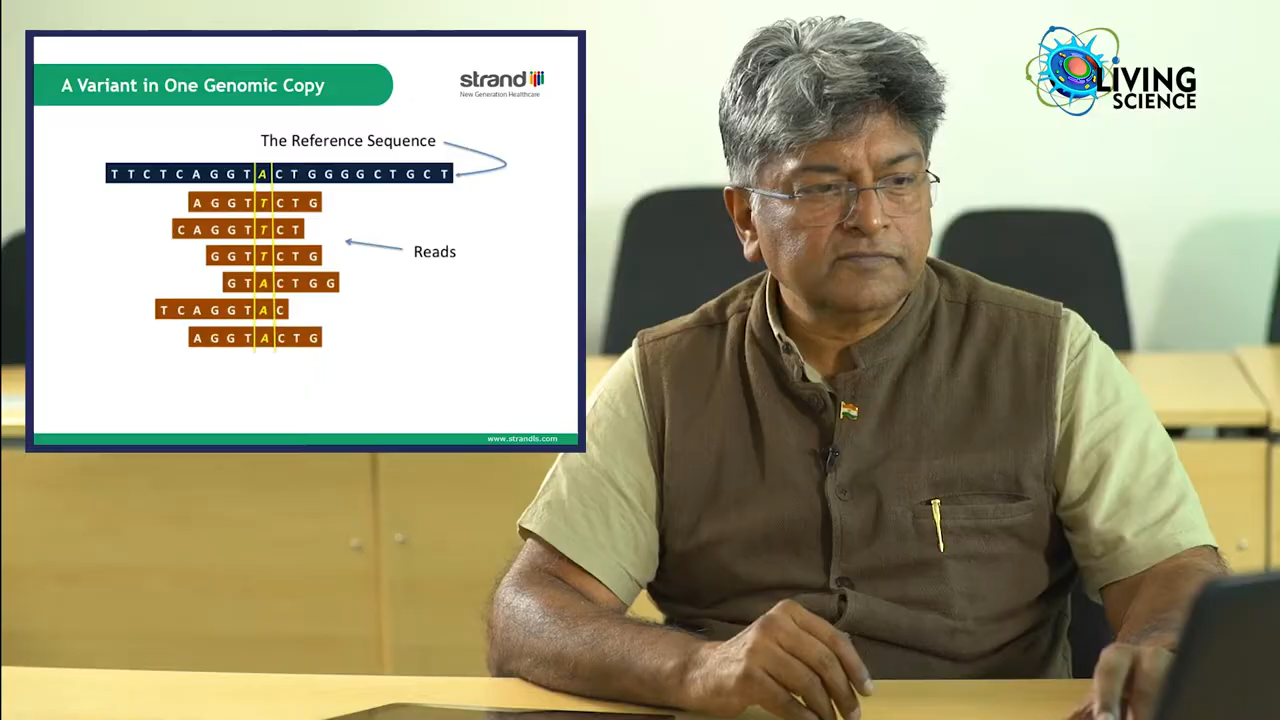 A Variant in One Genomic Copy
strand
New Generation Healthcare
The Reference Sequence
T T C T C A G G T A C T G G G G C T G C T
A G G T T C T G
C A G G T T C T
G G T T C T G
Reads
G T A C T G G
T C A G G T A C
A G G T A C T G
www.strandls.com
LIVING
SCIENCE